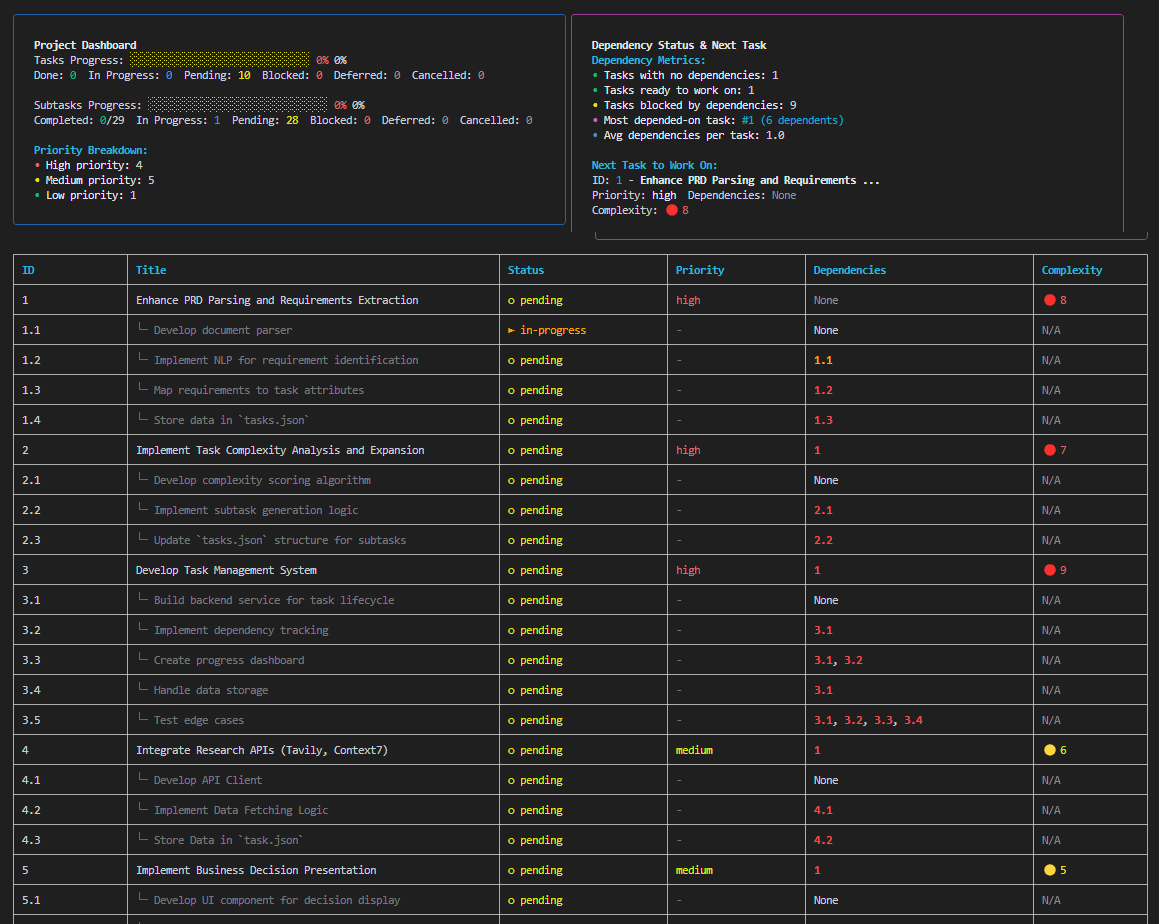 Project Dashboard
Tasks Progress: 0% 0%
Done: 0 In Progress: 0 Pending: 10 Blocked: 0 Deferred: 0 Cancelled: 0
Subtasks Progress: 0% 0%
Completed: 0/29 In Progress: 1 Pending: 28 Blocked: 0 Deferred: 0 Cancelled: 0
Priority Breakdown:
• High priority: 4
• Medium priority: 5
• Low priority: 1
Dependency Status & Next Task
Dependency Metrics:
• Tasks with no dependencies: 1
• Tasks ready to work on: 1
• Tasks blocked by dependencies: 9
• Most depended-on task: #1 (6 dependents)
• Avg dependencies per task: 1.0
Next Task to Work On:
ID: 1 - Enhance PRD Parsing and Requirements ...
Priority: high Dependencies: None
Complexity: 8
ID Title Status Priority Dependencies Complexity
1 Enhance PRD Parsing and Requirements Extraction o pending high None 8
1.1 └─ Develop document parser ► in-progress - None N/A
1.2 └─ Implement NLP for requirement identification o pending - 1.1 N/A
1.3 └─ Map requirements to task attributes o pending - 1.2 N/A
1.4 └─ Store data in `tasks.json` o pending - 1.3 N/A
2 Implement Task Complexity Analysis and Expansion o pending high 1 7
2.1 └─ Develop complexity scoring algorithm o pending - None N/A
2.2 └─ Implement subtask generation logic o pending - 2.1 N/A
2.3 └─ Update `tasks.json` structure for subtasks o pending - 2.2 N/A
3 Develop Task Management System o pending high 1 9
3.1 └─ Build backend service for task lifecycle o pending - None N/A
3.2 └─ Implement dependency tracking o pending - 3.1 N/A
3.3 └─ Create progress dashboard o pending - 3.1, 3.2 N/A
3.4 └─ Handle data storage o pending - 3.1 N/A
3.5 └─ Test edge cases o pending - 3.1, 3.2, 3.3, 3.4 N/A
4 Integrate Research APIs (Tavily, Context7) o pending medium 1 6
4.1 └─ Develop API Client o pending - None N/A
4.2 └─ Implement Data Fetching Logic o pending - 4.1 N/A
4.3 └─ Store Data in `task.json` o pending - 4.2 N/A
5 Implement Business Decision Presentation o pending medium 1 5
5.1 └─ Develop UI component for decision display o pending - None N/A